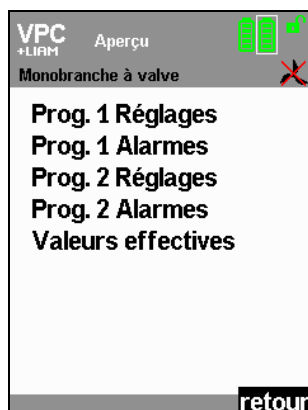 VPC Aperçu
+LIAM
Monobranche à valve
Prog. 1 Réglages
Prog. 1 Alarmes
Prog. 2 Réglages
Prog. 2 Alarmes
Valeurs effectives
retour